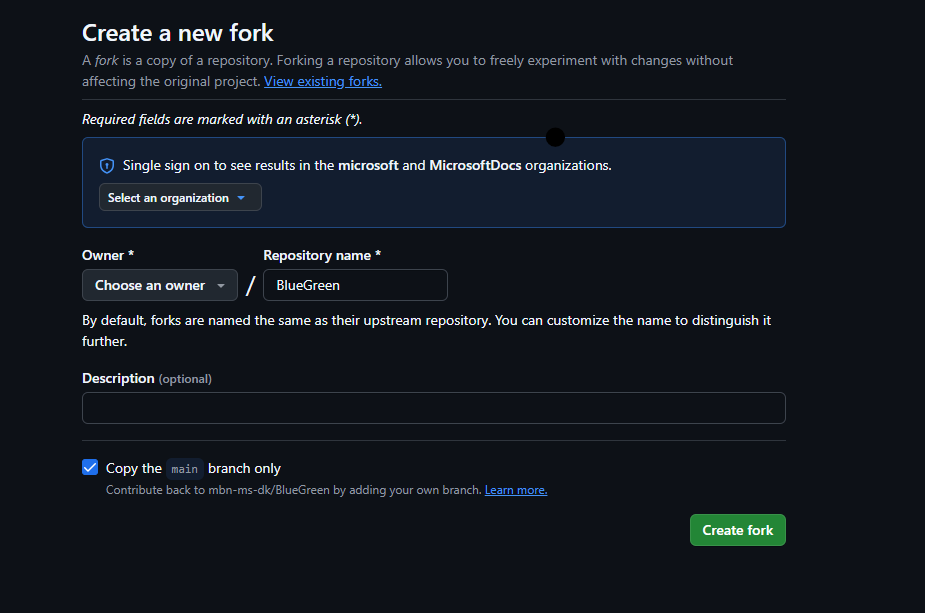 Create a new fork
A fork is a copy of a repository. Forking a repository allows you to freely experiment with changes without
affecting the original project. View existing forks.
Required fields are marked with an asterisk (*).
Single sign on to see results in the microsoft and MicrosoftDocs organizations.
Select an organization
Owner * Repository name *
Choose an owner / BlueGreen
By default, forks are named the same as their upstream repository. You can customize the name to distinguish it
further.
Description (optional)
Copy the main branch only
Contribute back to mbn-ms-dk/BlueGreen by adding your own branch. Learn more.
Create fork